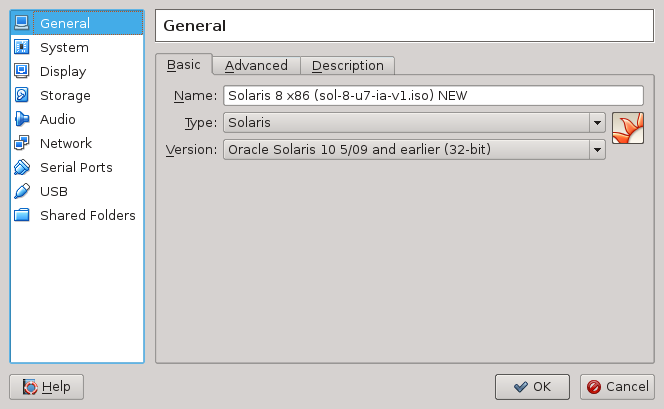 General
System
Display
Storage
Audio
Network
Serial Ports
USB
Shared Folders
General
Basic Advanced Description
Name: Solaris 8 x86 (sol-8-u7-ia-v1.iso) NEW
Type: Solaris
Version: Oracle Solaris 10 5/09 and earlier (32-bit)
Help OK Cancel